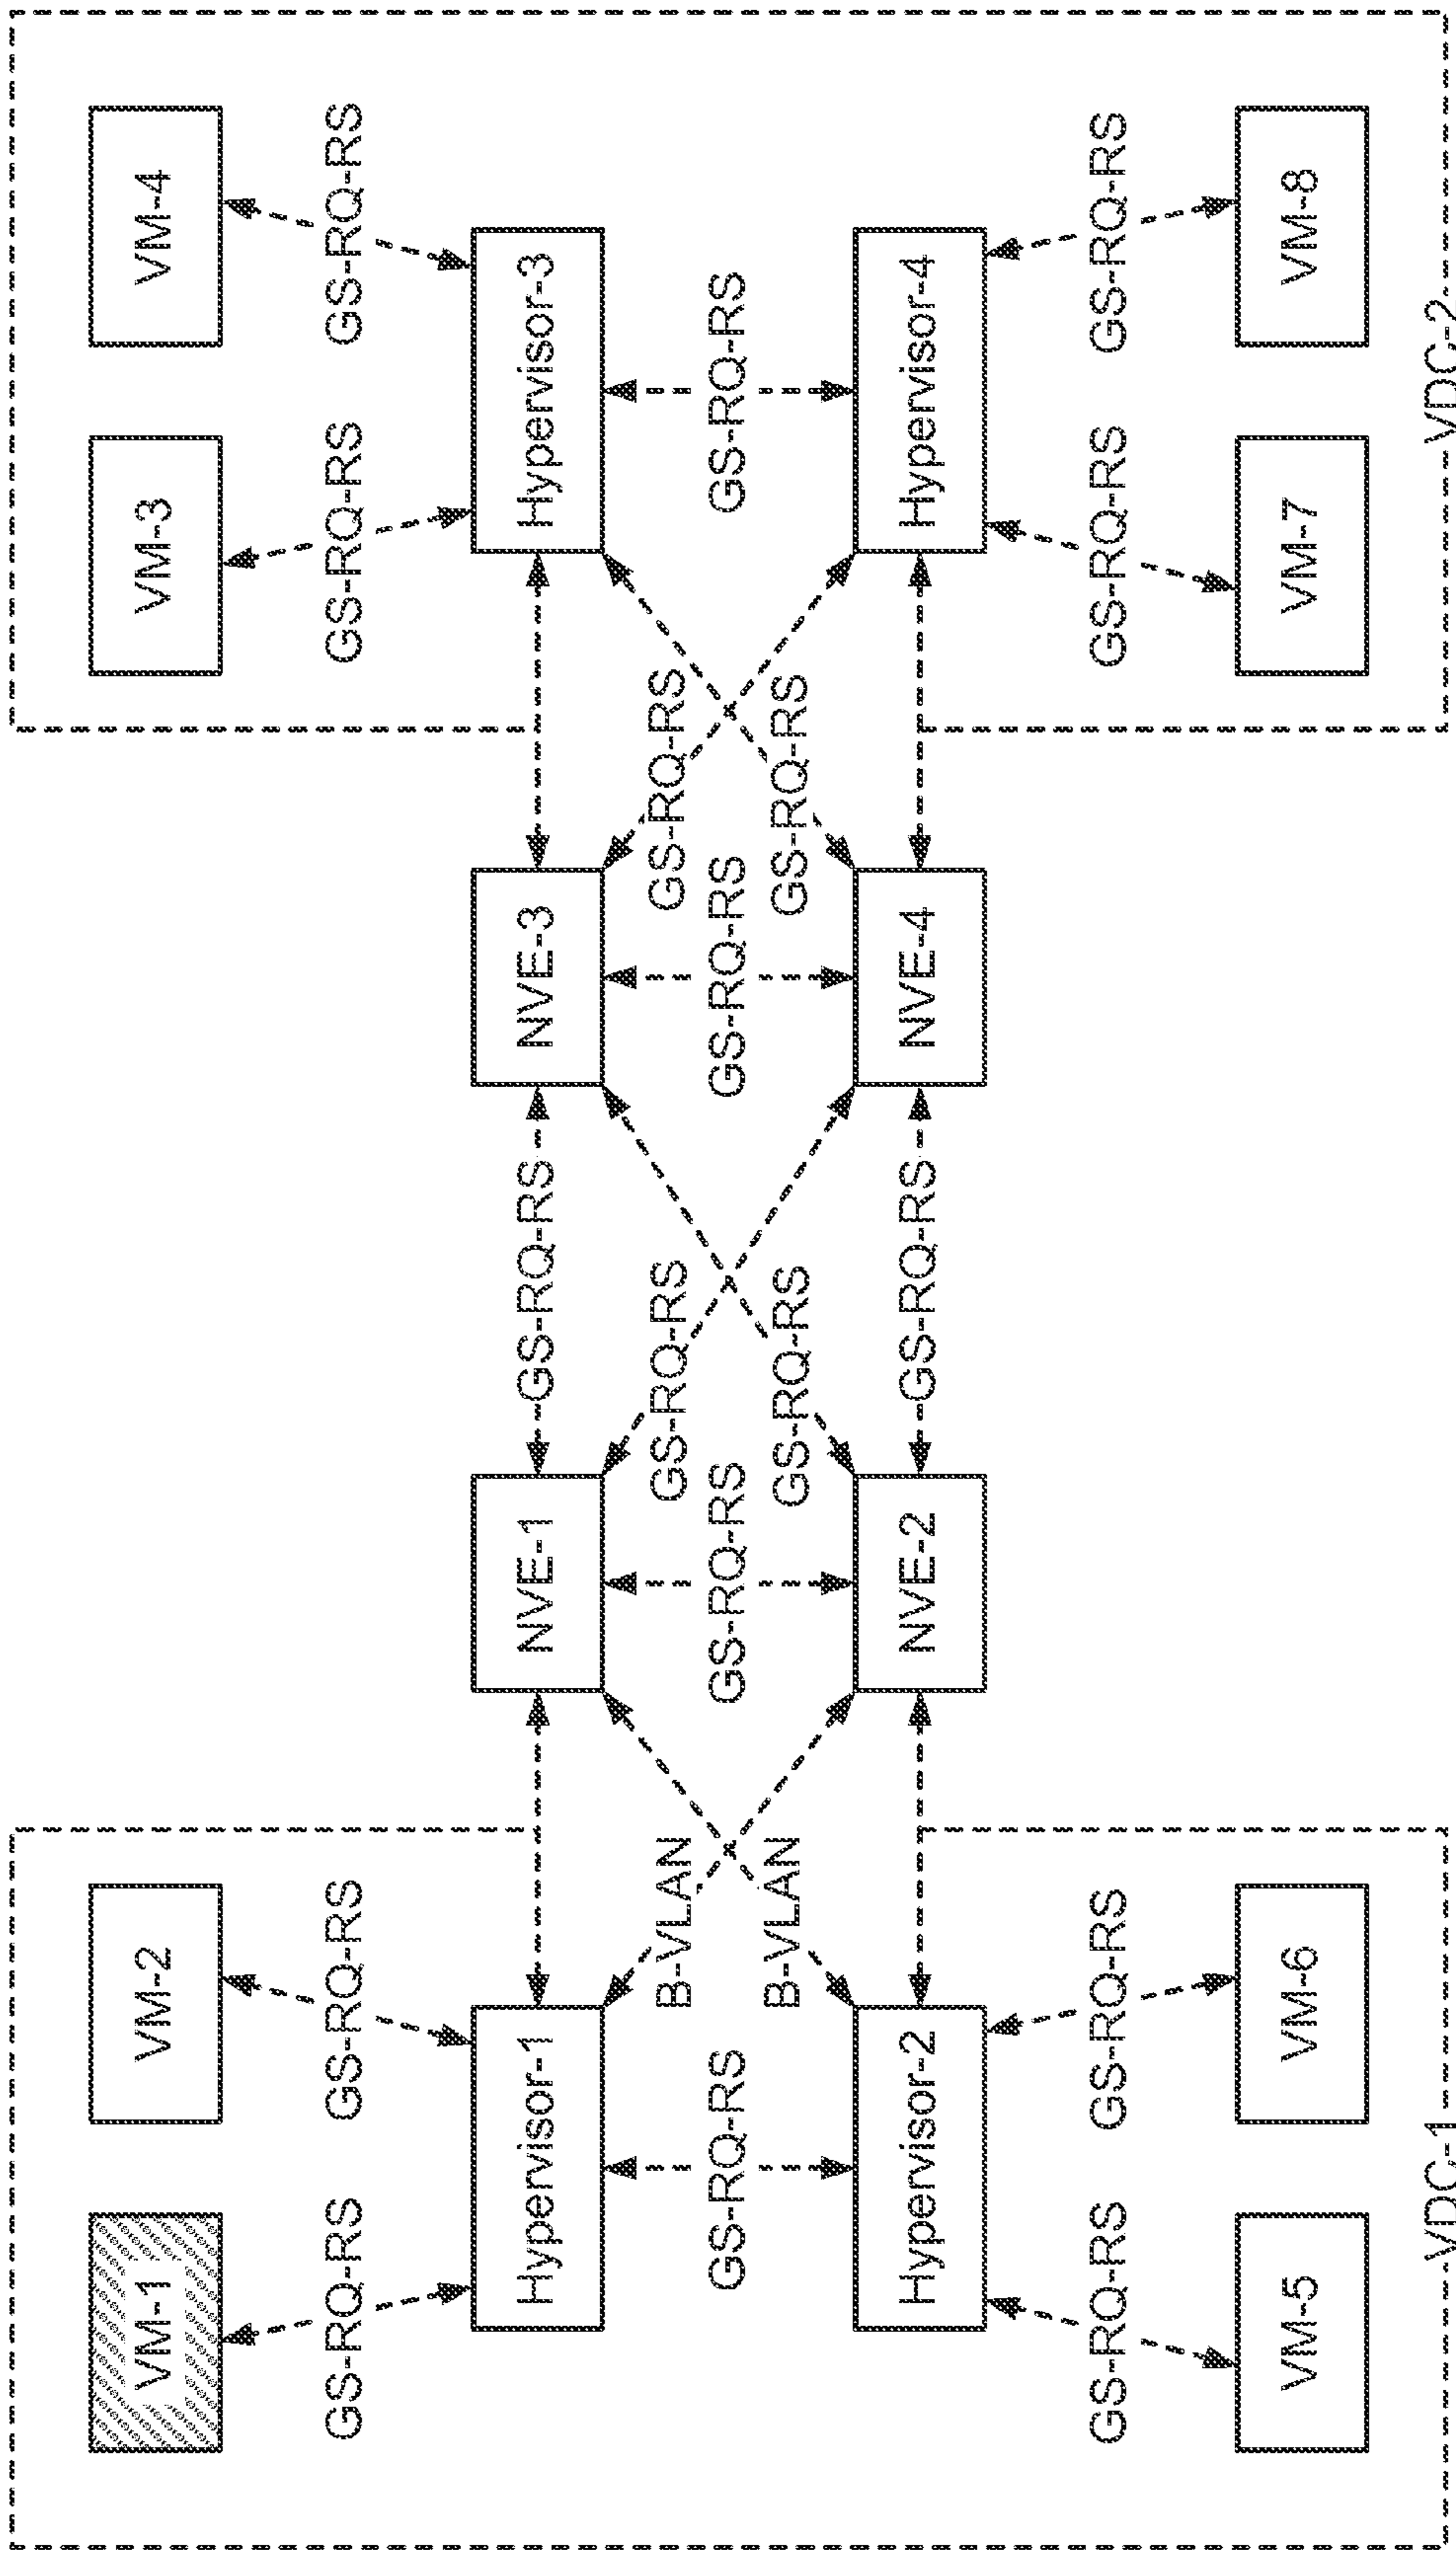 VM-1
VM-2
VM-3
VM-4
GS-RQ-RS
GS-RQ-RS
GS-RQ-RS
GS-RQ-RS
Hypervisor-1
NVE-1
GS-RQ-RS
NVE-3
Hypervisor-3
B-VLAN
GS-RQ-RS
GS-RQ-RS
GS-RQ-RS
GS-RQ-RS
GS-RQ-RS
GS-RQ-RS
B-VLAN
GS-RQ-RS
GS-RQ-RS
Hypervisor-2
NVE-2
GS-RQ-RS
NVE-4
Hypervisor-4
GS-RQ-RS
GS-RQ-RS
GS-RQ-RS
GS-RQ-RS
VM-5
VM-6
VM-7
VM-8
VDC-1
VDC-2